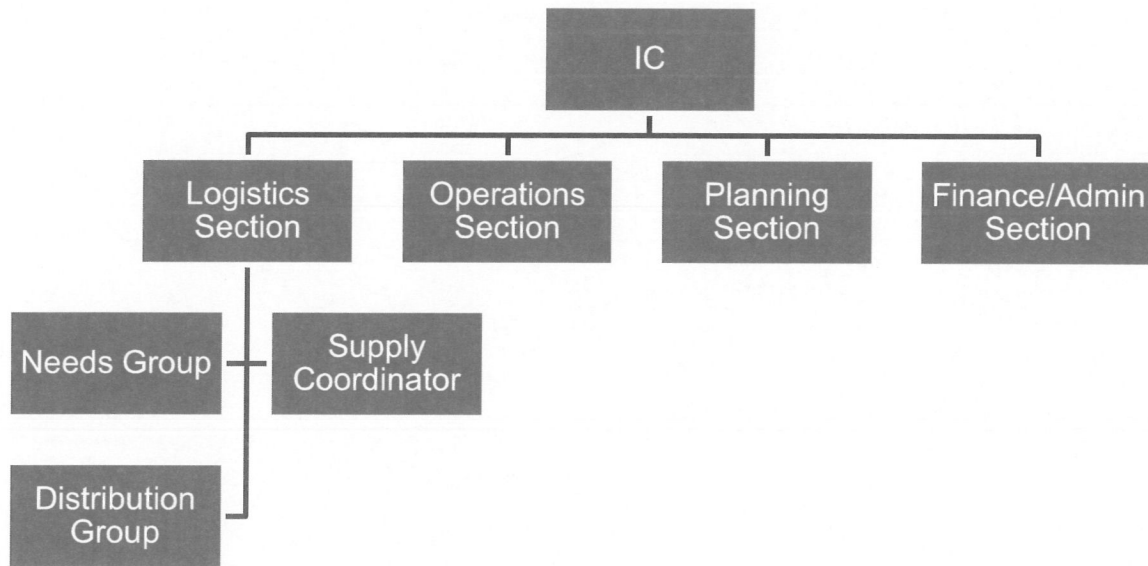 IC
Logistics
Section
Operations
Section
Planning
Section
Finance/Admin
Section
Needs Group
Supply
Coordinator
Distribution
Group